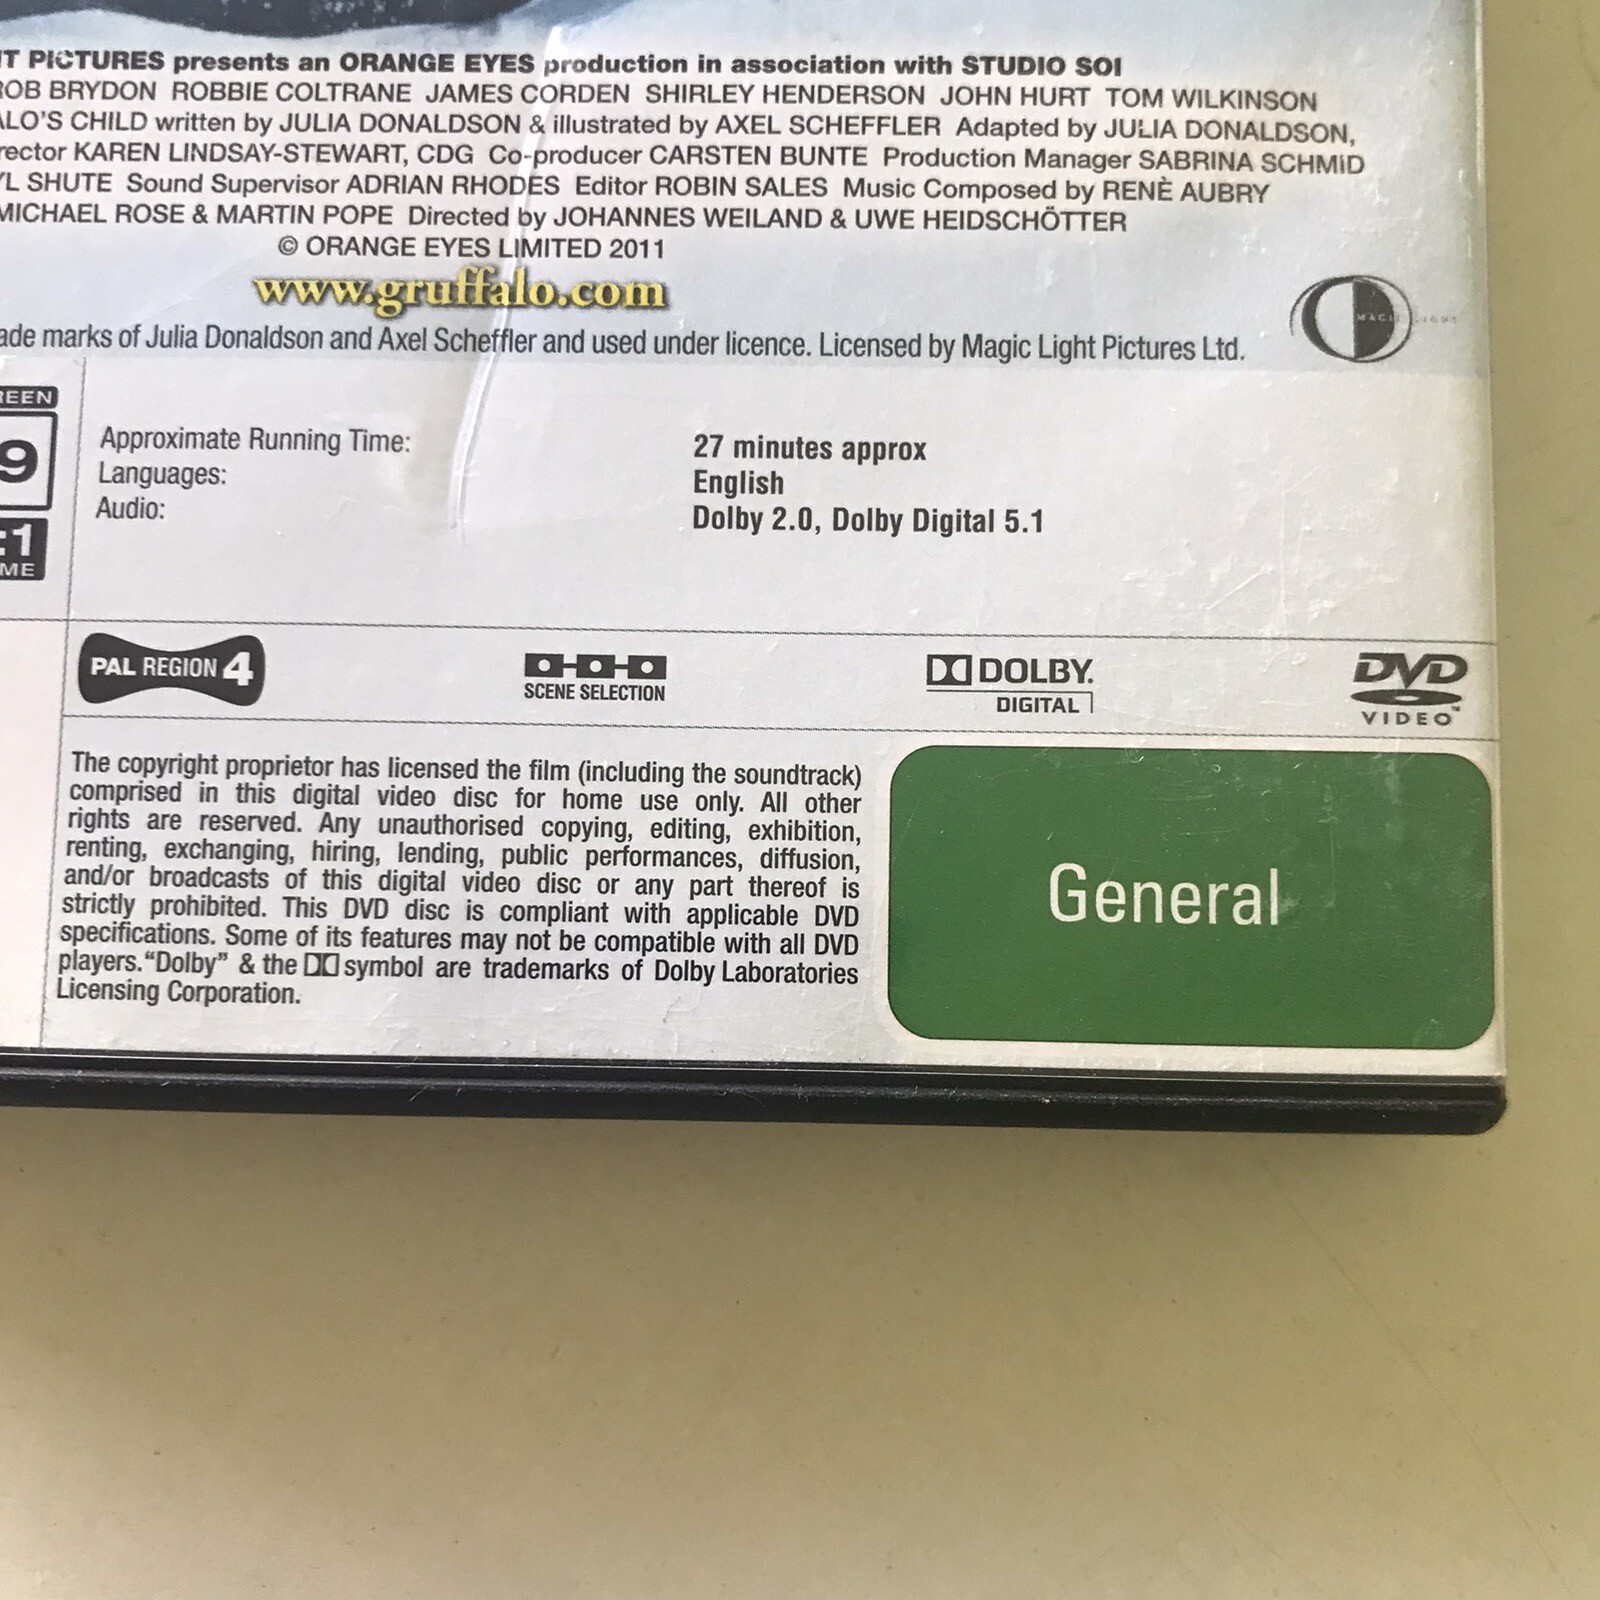 T PICTURES presents an ORANGE EYES production in association with STUDIO SOI
OB BRYDON ROBBIE COLTRANE JAMES CORDEN SHIRLEY HENDERSON JOHN HURT TOM WILKINSON
LO'S CHILD written by JULIA DONALDSON & illustrated by AXEL SCHEFFLER Adapted by JULIA DONALDSON,
rector KAREN LINDSAY-STEWART, CDG Co-producer CARSTEN BUNTE Production Manager SABRINA SCHMID
YL SHUTE Sound Supervisor ADRIAN RHODES Editor ROBIN SALES Music Composed by RENÈ AUBRY
MICHAEL ROSE & MARTIN POPE Directed by JOHANNES WEILAND & UWE HEIDSCHÖTTER
© ORANGE EYES LIMITED 2011
www.gruffalo.com
ade marks of Julia Donaldson and Axel Scheffler and used under licence. Licensed by Magic Light Pictures Ltd.
MAGIC LIGHT
REEN
9
:1
ME
Approximate Running Time: 27 minutes approx
Languages: English
Audio: Dolby 2.0, Dolby Digital 5.1
PAL REGION 4
SCENE SELECTION
DOLBY.
DIGITAL
DVD
VIDEO™
The copyright proprietor has licensed the film (including the soundtrack)
comprised in this digital video disc for home use only. All other
rights are reserved. Any unauthorised copying, editing, exhibition,
renting, exchanging, hiring, lending, public performances, diffusion,
and/or broadcasts of this digital video disc or any part thereof is
strictly prohibited. This DVD disc is compliant with applicable DVD
specifications. Some of its features may not be compatible with all DVD
players."Dolby" & the symbol are trademarks of Dolby Laboratories
Licensing Corporation.
General